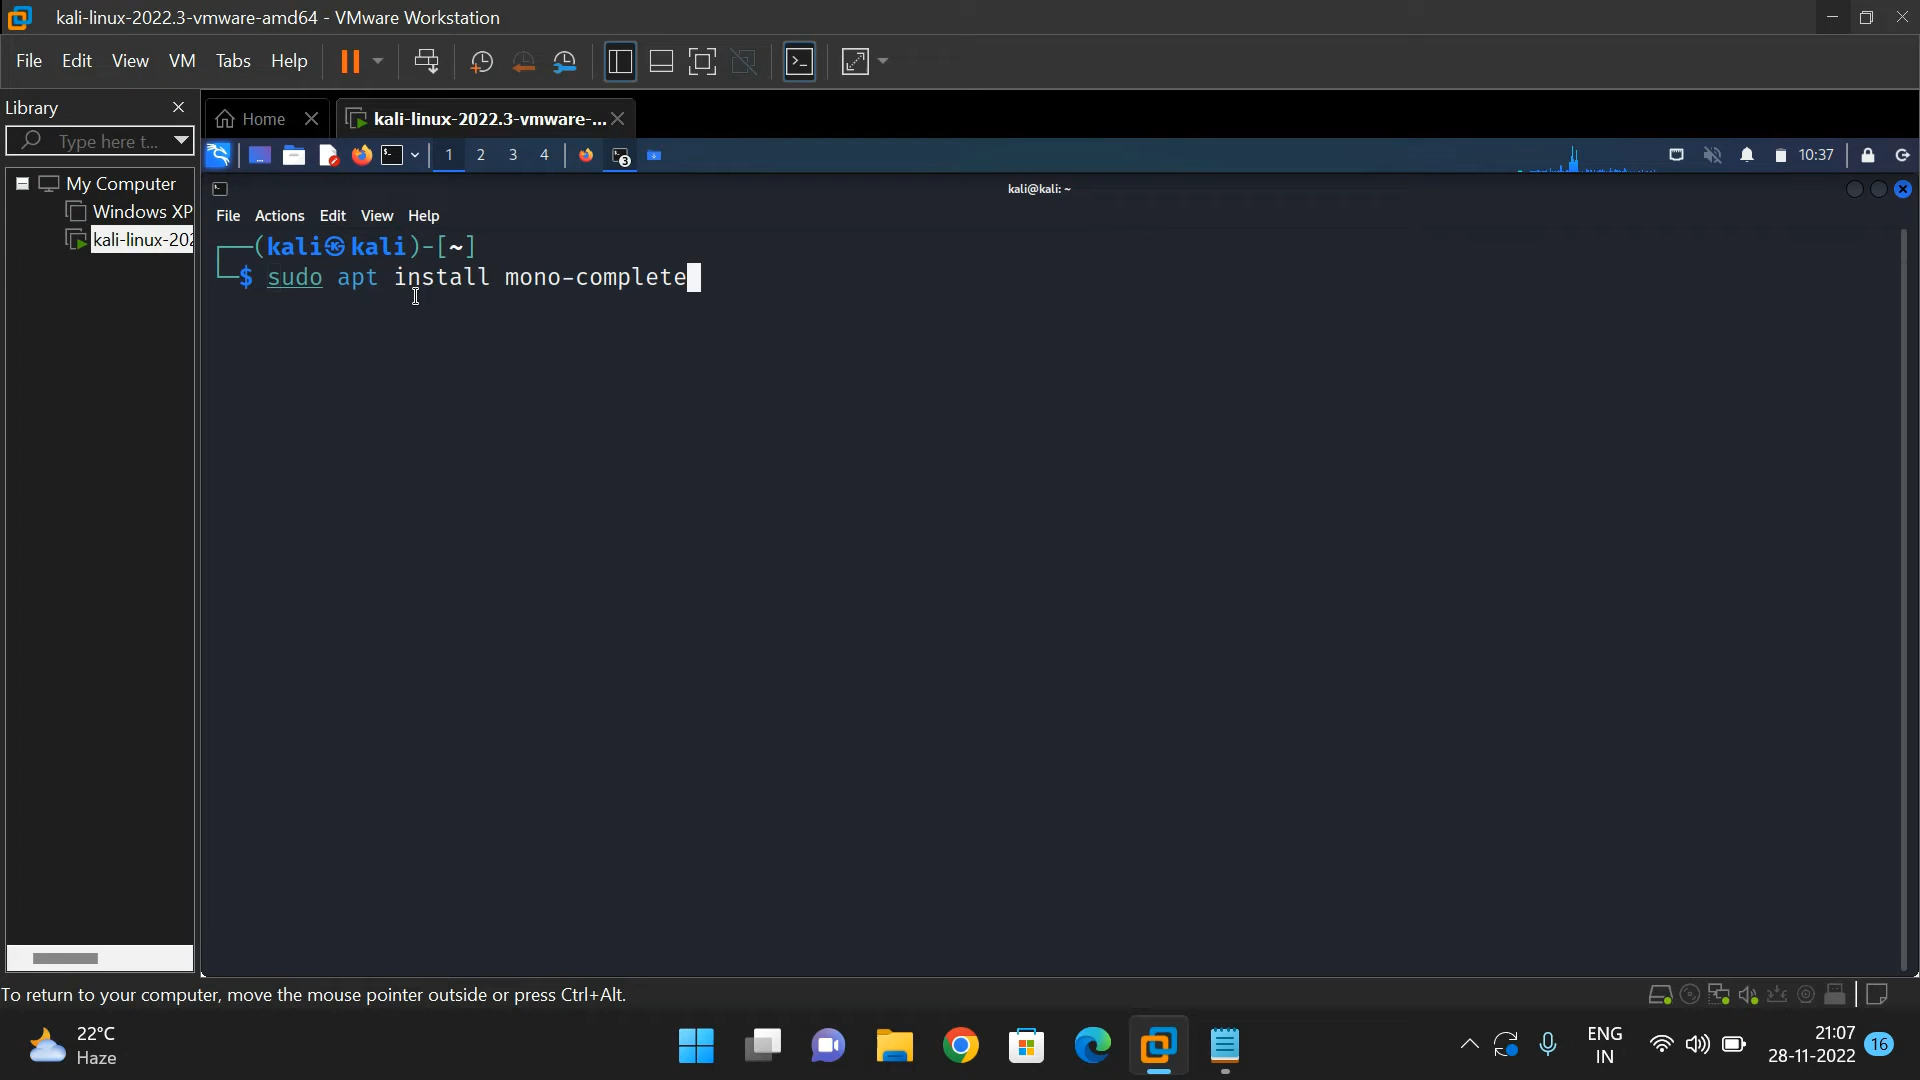 kali-linux-2022.3-vmware-amd64 - VMware Workstation
File Edit View VM Tabs Help
Library
Home
kali-linux-2022.3-vmware-...
Type here t...
1 2 3 4
3
10:37
My Computer
Windows XP
kali-linux-202
kali@kali: ~
File Actions Edit View Help
(kali㉿kali)-[~]
$ sudo apt install mono-complete
To return to your computer, move the mouse pointer outside or press Ctrl+Alt.
22°C
Haze
ENG
IN
21:07
28-11-2022
16